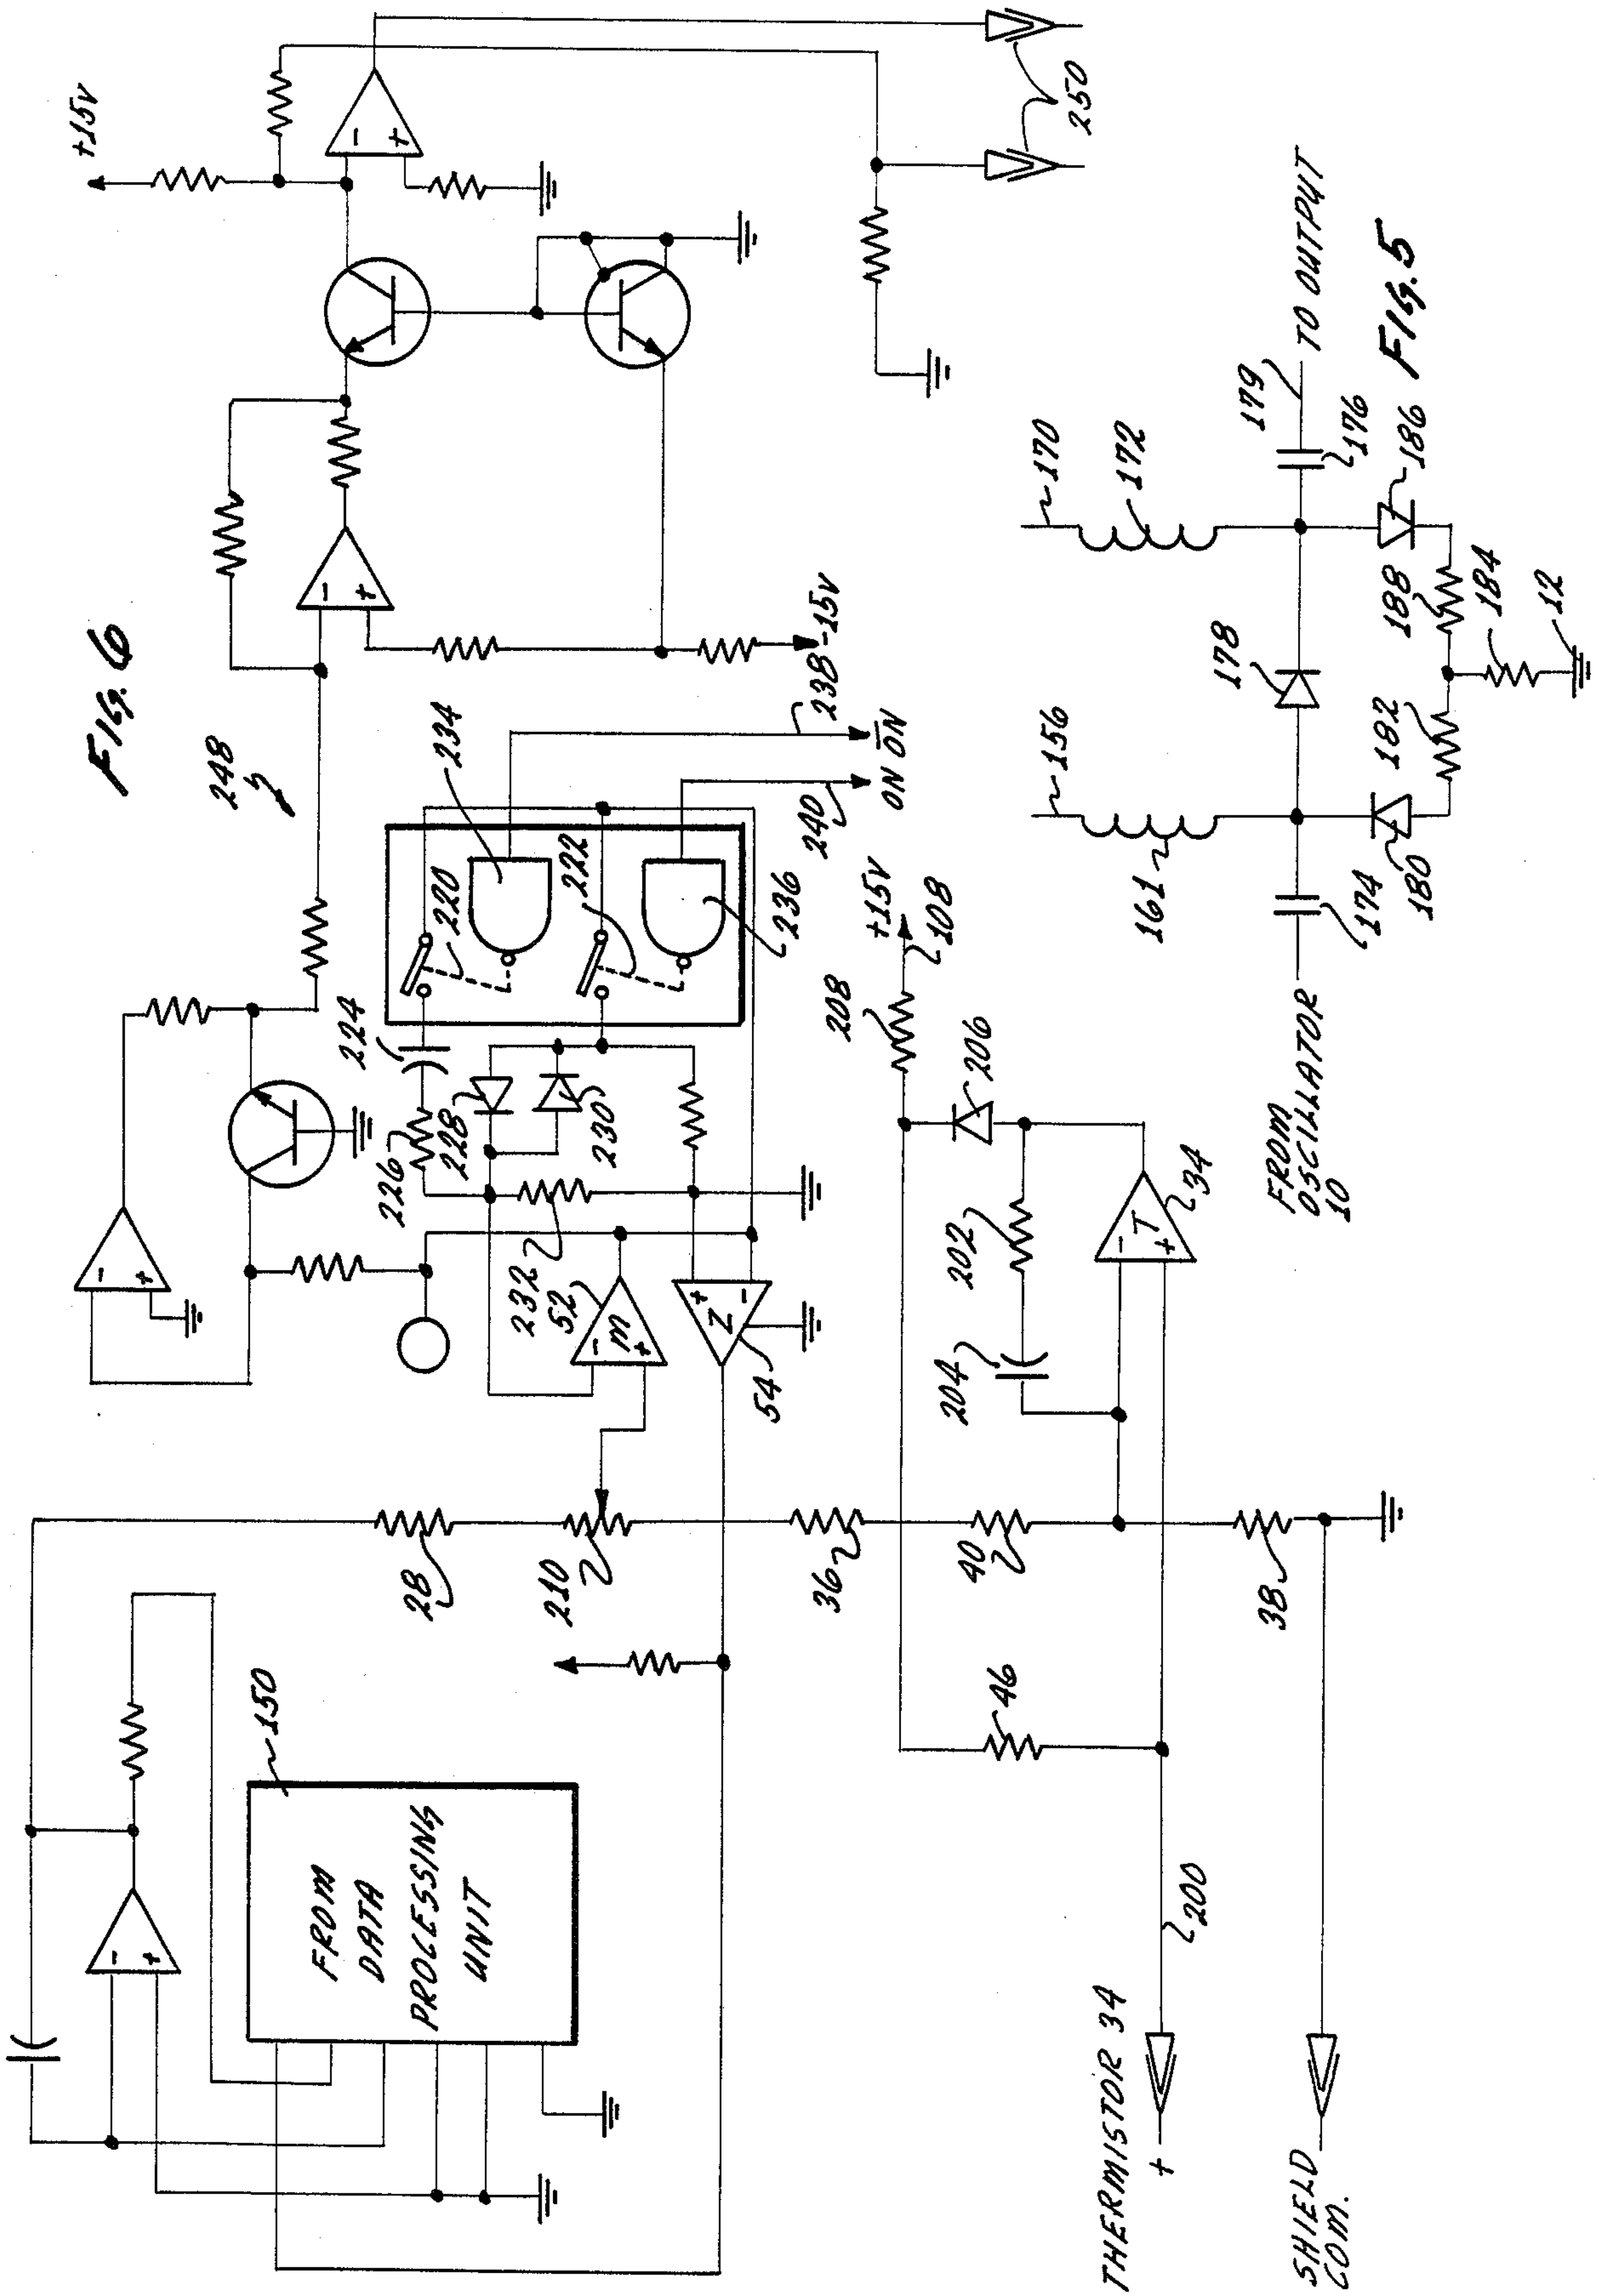 FIG. 6
+15V
248
250
234
220
222
236
238
-15V
240
ON
ON
224
226
228
230
232
52
-
+
M
+
-
Z
54
-
+
-
+
-
+
-
+
150
FROM
DATA
PROCESSING
UNIT
28
210
36
40
38
46
200
204
202
206
208
+15V
108
-
+
T
34
THERMISTOR 34
+
SHIELD
COM.
FIG. 5
170
172
156
161
178
179
TO OUTPUT
176
186
188
184
12
182
180
174
FROM
OSCILLATOR
10